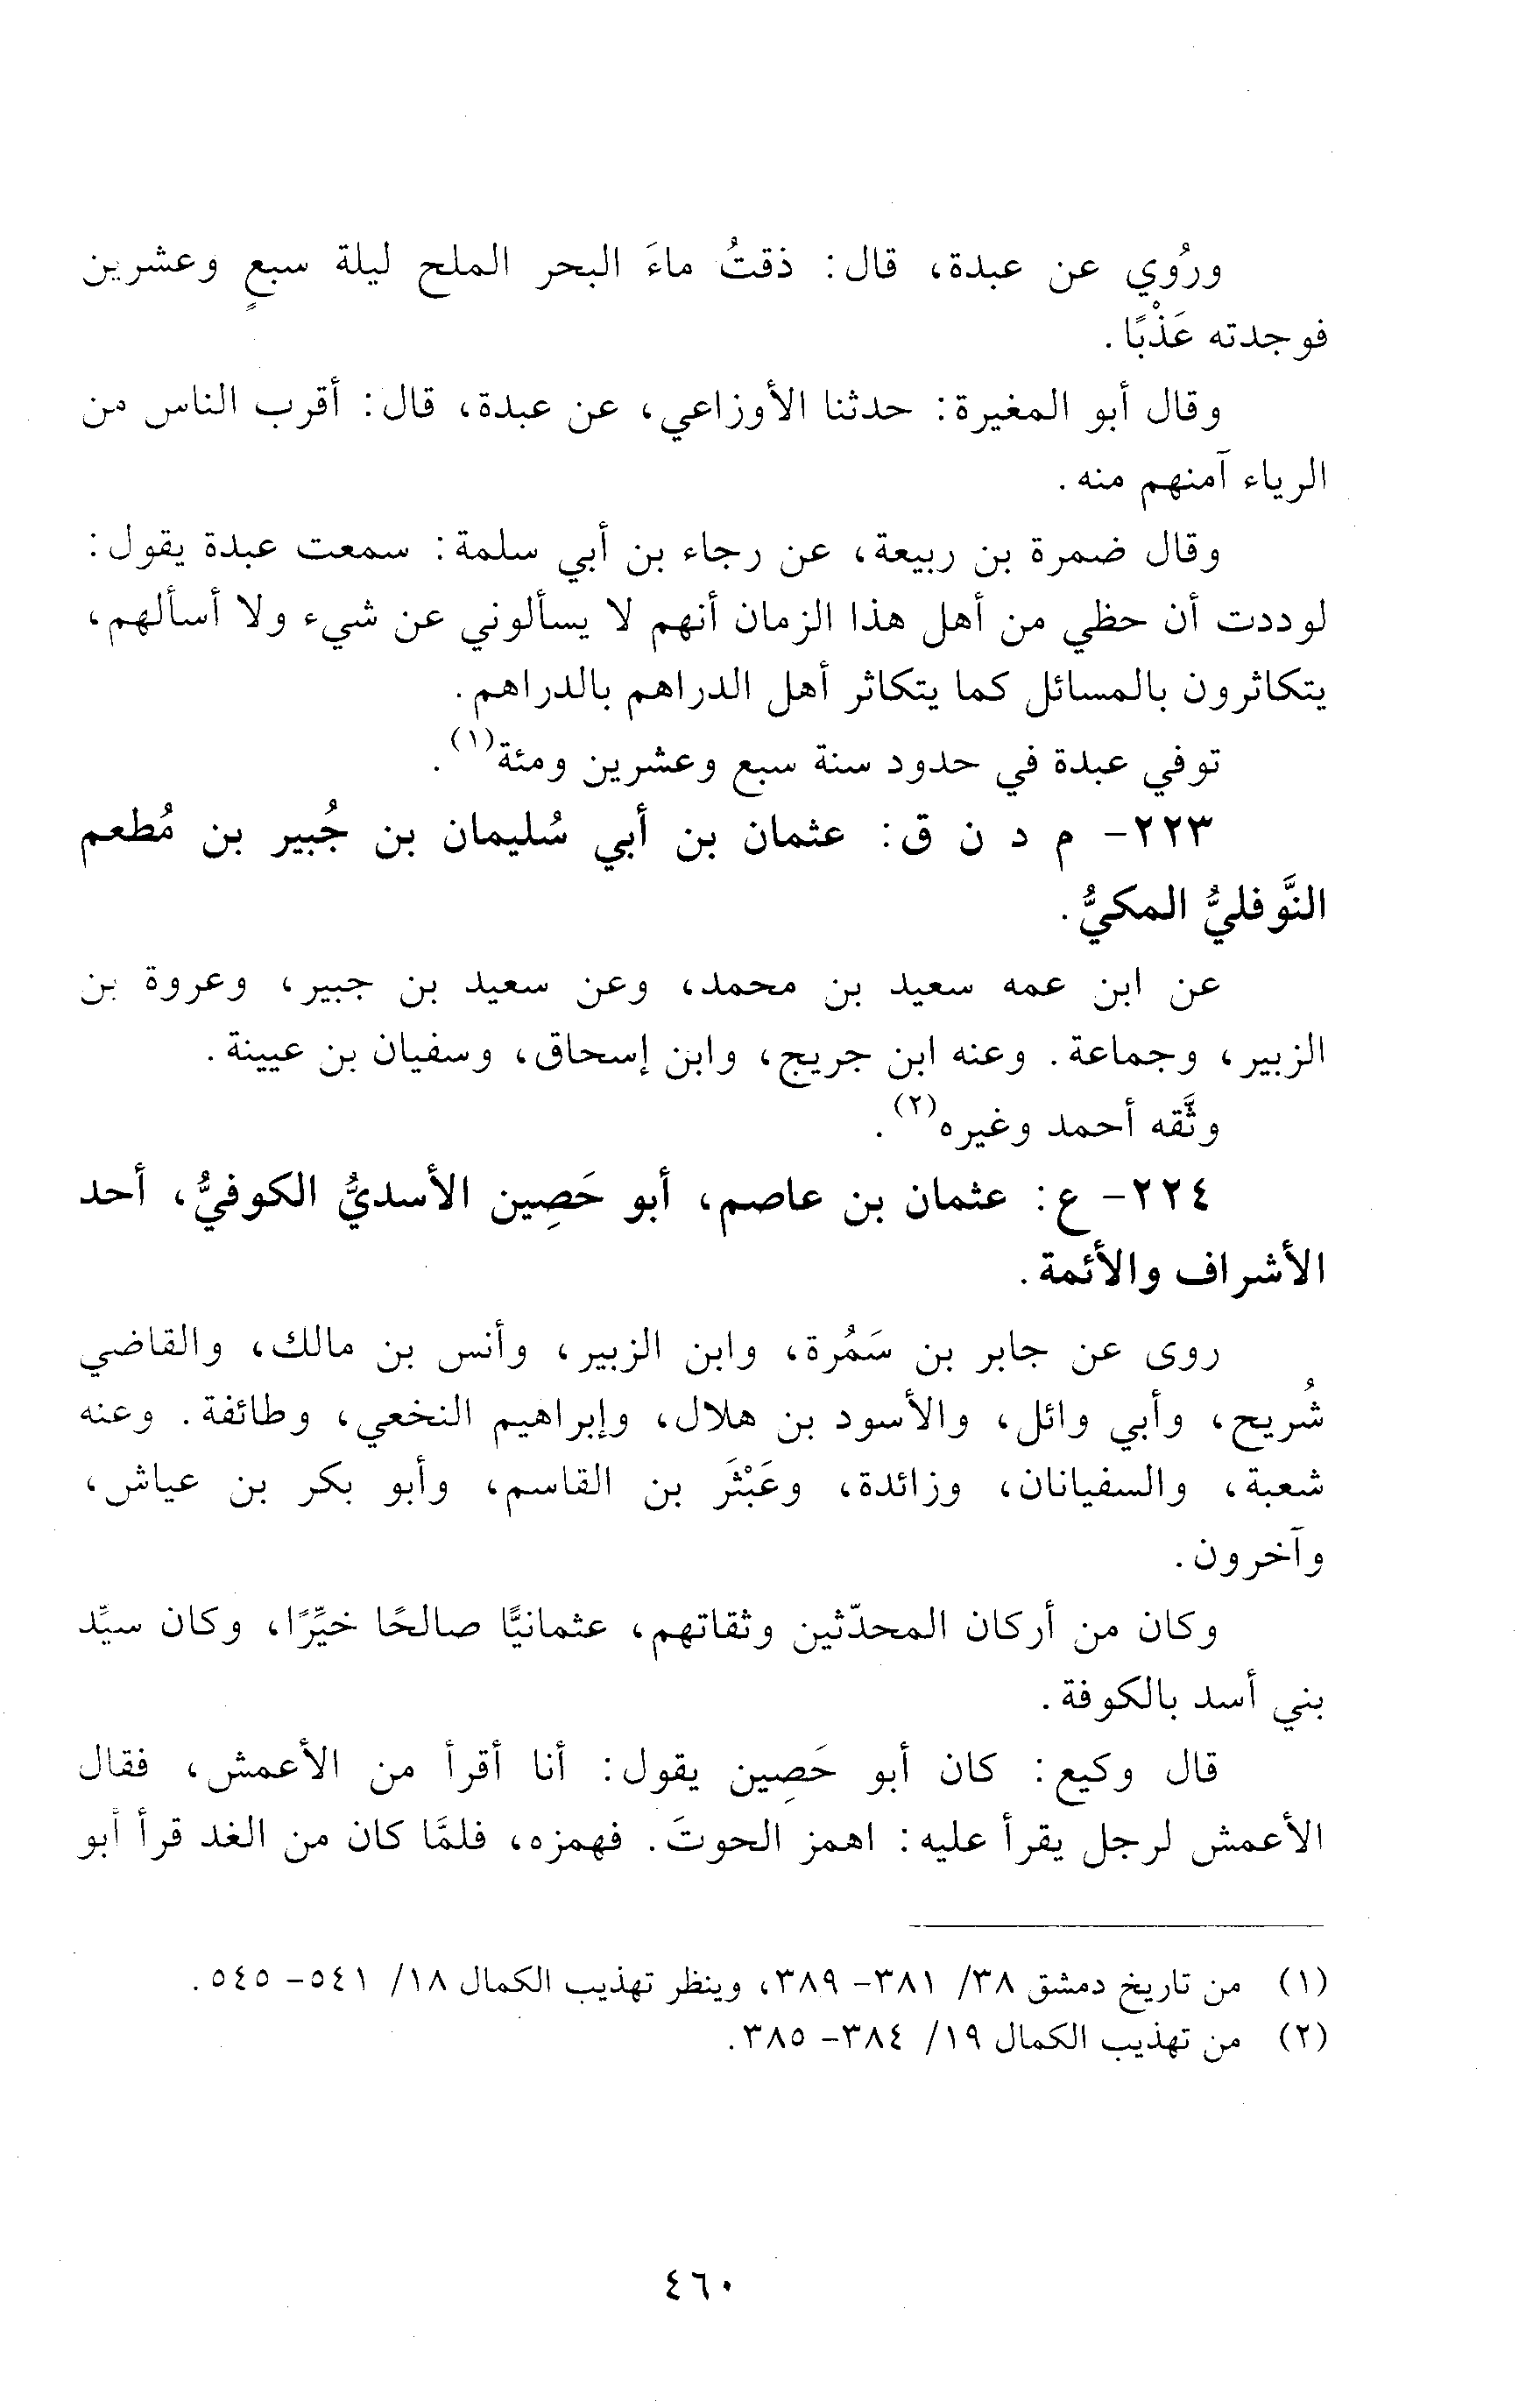 ورُوي عن عبدة، قال: ذقتُ ماءَ البحر الملح ليلة سبعٍ وعشرين
فوجدته عَذْبًا.
وقال أبو المغيرة: حدثنا الأوزاعي، عن عبدة، قال: أقرب الناس من
الرياء آمنهم منه.
وقال ضمرة بن ربيعة، عن رجاء بن أبي سلمة: سمعت عبدة يقول:
لوددت أن حظي من أهل هذا الزمان أنهم لا يسألوني عن شيء ولا أسألهم،
يتكاثرون بالمسائل كما يتكاثر أهل الدراهم بالدراهم.
توفي عبدة في حدود سنة سبع وعشرين ومئة(١).
٢٢٣- م د ن ق: عثمان بن أبي سُليمان بن جُبير بن مُطعم
النَّوفليُّ المكيُّ.
عن ابن عمه سعيد بن محمد، وعن سعيد بن جبير، وعروة بن
الزبير، وجماعة. وعنه ابن جريج، وابن إسحاق، وسفيان بن عيينة.
وثَّقه أحمد وغيره(٢).
٢٢٤- ع: عثمان بن عاصم، أبو حَصِين الأسديُّ الكوفيُّ، أحد
الأشراف والأئمة.
روى عن جابر بن سَمُرة، وابن الزبير، وأنس بن مالك، والقاضي
شُريح، وأبي وائل، والأسود بن هلال، وإبراهيم النخعي، وطائفة. وعنه
شعبة، والسفيانان، وزائدة، وعَبْثَر بن القاسم، وأبو بكر بن عياش،
وآخرون.
وكان من أركان المحدّثين وثقاتهم، عثمانيًّا صالحًا خيِّرًا، وكان سيِّد
بني أسد بالكوفة.
قال وكيع: كان أبو حَصِين يقول: أنا أقرأ من الأعمش، فقال
الأعمش لرجل يقرأ عليه: اهمز الحوتَ. فهمزه، فلمَّا كان من الغد قرأ أبو
(١) من تاريخ دمشق ٣٨/ ٣٨١- ٣٨٩، وينظر تهذيب الكمال ١٨/ ٥٤١- ٥٤٥.
(٢) من تهذيب الكمال ١٩/ ٣٨٤- ٣٨٥.
٤٦٠